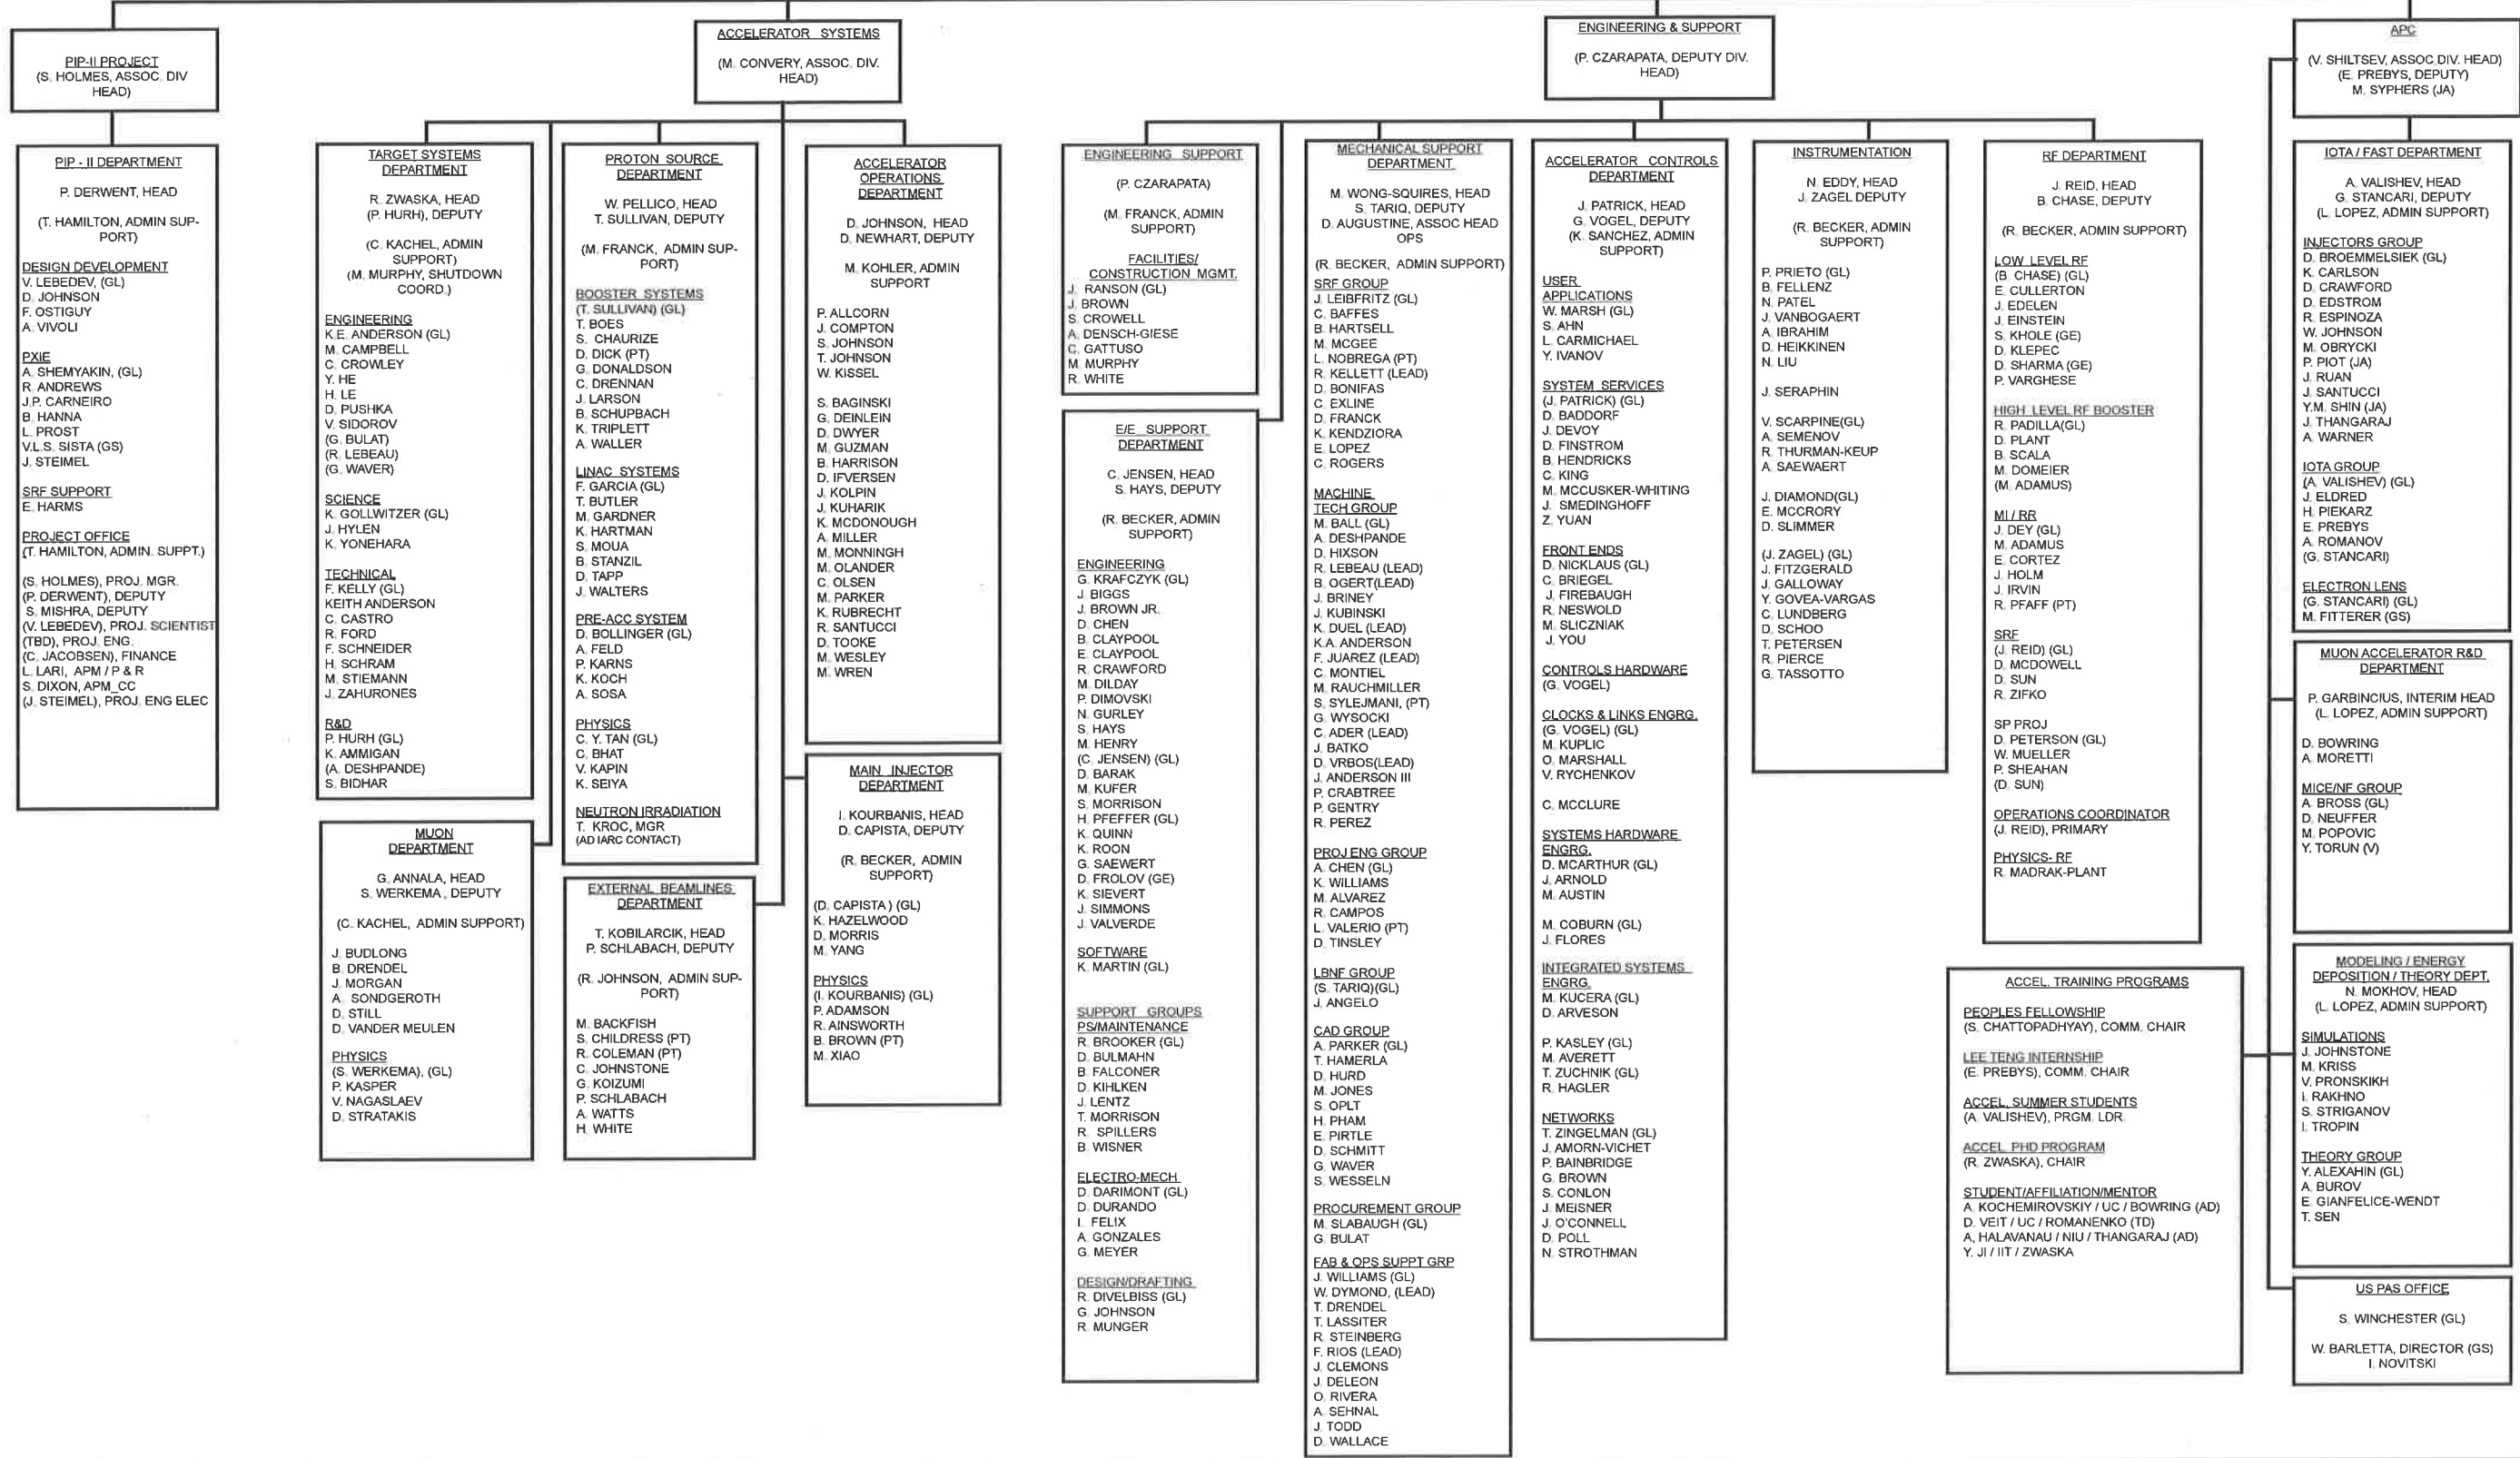 PIP-II PROJECT
(S. HOLMES, ASSOC. DIV
HEAD)
PIP - II DEPARTMENT
P. DERWENT, HEAD
(T. HAMILTON, ADMIN SUP-
PORT)
DESIGN DEVELOPMENT
V. LEBEDEV, (GL)
D. JOHNSON
F. OSTIGUY
A. VIVOLI
PXIE
A. SHEMYAKIN, (GL)
R. ANDREWS
J.P. CARNEIRO
B. HANNA
L. PROST
V.L.S. SISTA (GS)
J. STEIMEL
SRF SUPPORT
E. HARMS
PROJECT OFFICE
(T. HAMILTON, ADMIN. SUPPT.)
(S. HOLMES), PROJ. MGR.
(P. DERWENT), DEPUTY
S. MISHRA, DEPUTY
(V. LEBEDEV), PROJ. SCIENTIST
(TBD), PROJ. ENG.
(C. JACOBSEN), FINANCE
L. LARI, APM / P & R
S. DIXON, APM_CC
(J. STEIMEL), PROJ. ENG ELEC
ACCELERATOR SYSTEMS
(M. CONVERY, ASSOC. DIV.
HEAD)
TARGET SYSTEMS
DEPARTMENT
R. ZWASKA, HEAD
(P. HURH), DEPUTY
(C. KACHEL, ADMIN
SUPPORT)
(M. MURPHY, SHUTDOWN
COORD.)
ENGINEERING
K.E. ANDERSON (GL)
M. CAMPBELL
C. CROWLEY
Y. HE
H. LE
D. PUSHKA
V. SIDOROV
(G. BULAT)
(R. LEBEAU)
(G. WAVER)
SCIENCE
K. GOLLWITZER (GL)
J. HYLEN
K. YONEHARA
TECHNICAL
F. KELLY (GL)
KEITH ANDERSON
C. CASTRO
R. FORD
F. SCHNEIDER
H. SCHRAM
M. STIEMANN
J. ZAHURONES
R&D
P. HURH (GL)
K. AMMIGAN
(A. DESHPANDE)
S. BIDHAR
MUON
DEPARTMENT
G. ANNALA, HEAD
S. WERKEMA, DEPUTY
(C. KACHEL, ADMIN SUPPORT)
J. BUDLONG
B. DRENDEL
J. MORGAN
A. SONDGEROTH
D. STILL
D. VANDER MEULEN
PHYSICS
(S. WERKEMA), (GL)
P. KASPER
V. NAGASLAEV
D. STRATAKIS
PROTON SOURCE
DEPARTMENT
W. PELLICO, HEAD
T. SULLIVAN, DEPUTY
(M. FRANCK, ADMIN SUP-
PORT)
BOOSTER SYSTEMS
(T. SULLIVAN) (GL)
T. BOES
S. CHAURIZE
D. DICK (PT)
G. DONALDSON
C. DRENNAN
J. LARSON
B. SCHUPBACH
K. TRIPLETT
A. WALLER
LINAC SYSTEMS
F. GARCIA (GL)
T. BUTLER
M. GARDNER
K. HARTMAN
S. MOUA
B. STANZIL
D. TAPP
J. WALTERS
PRE-ACC SYSTEM
D. BOLLINGER (GL)
A. FELD
P. KARNS
K. KOCH
A. SOSA
PHYSICS
C. Y. TAN (GL)
C. BHAT
V. KAPIN
K. SEIYA
NEUTRON IRRADIATION
T. KROC, MGR
(AD IARC CONTACT)
EXTERNAL BEAMLINES
DEPARTMENT
T. KOBILARCIK, HEAD
P. SCHLABACH, DEPUTY
(R. JOHNSON, ADMIN SUP-
PORT)
M. BACKFISH
S. CHILDRESS (PT)
R. COLEMAN (PT)
C. JOHNSTONE
G. KOIZUMI
P. SCHLABACH
A. WATTS
H. WHITE
ACCELERATOR
OPERATIONS
DEPARTMENT
D. JOHNSON, HEAD
D. NEWHART, DEPUTY
M. KOHLER, ADMIN
SUPPORT
P. ALLCORN
J. COMPTON
S. JOHNSON
T. JOHNSON
W. KISSEL
S. BAGINSKI
G. DEINLEIN
D. DWYER
M. GUZMAN
B. HARRISON
D. IFVERSEN
J. KOLPIN
J. KUHARIK
K. MCDONOUGH
A. MILLER
M. MONNINGH
M. OLANDER
C. OLSEN
M. PARKER
K. RUBRECHT
R. SANTUCCI
D. TOOKE
M. WESLEY
M. WREN
MAIN INJECTOR
DEPARTMENT
I. KOURBANIS, HEAD
D. CAPISTA, DEPUTY
(R. BECKER, ADMIN
SUPPORT)
(D. CAPISTA ) (GL)
K. HAZELWOOD
D. MORRIS
M. YANG
PHYSICS
(I. KOURBANIS) (GL)
P. ADAMSON
R. AINSWORTH
B. BROWN (PT)
M. XIAO
ENGINEERING & SUPPORT
(P. CZARAPATA, DEPUTY DIV.
HEAD)
ENGINEERING SUPPORT
(P. CZARAPATA)
(M. FRANCK, ADMIN
SUPPORT)
FACILITIES/
CONSTRUCTION MGMT.
J. RANSON (GL)
J. BROWN
S. CROWELL
A. DENSCH-GIESE
C. GATTUSO
M. MURPHY
R. WHITE
E/E SUPPORT
DEPARTMENT
C. JENSEN, HEAD
S. HAYS, DEPUTY
(R. BECKER, ADMIN
SUPPORT)
ENGINEERING
G. KRAFCZYK (GL)
J. BIGGS
J. BROWN JR.
D. CHEN
B. CLAYPOOL
E. CLAYPOOL
R. CRAWFORD
M. DILDAY
P. DIMOVSKI
N. GURLEY
S. HAYS
M. HENRY
(C. JENSEN) (GL)
D. BARAK
M. KUFER
S. MORRISON
H. PFEFFER (GL)
K. QUINN
K. ROON
G. SAEWERT
D. FROLOV (GE)
K. SIEVERT
J. SIMMONS
J. VALVERDE
SOFTWARE
K. MARTIN (GL)
SUPPORT GROUPS
PS/MAINTENANCE
R. BROOKER (GL)
D. BULMAHN
B. FALCONER
D. KIHLKEN
J. LENTZ
T. MORRISON
R. SPILLERS
B. WISNER
ELECTRO-MECH
D. DARIMONT (GL)
D. DURANDO
I. FELIX
A. GONZALES
G. MEYER
DESIGN/DRAFTING
R. DIVELBISS (GL)
G. JOHNSON
R. MUNGER
MECHANICAL SUPPORT
DEPARTMENT
M. WONG-SQUIRES, HEAD
S. TARIQ, DEPUTY
D. AUGUSTINE, ASSOC HEAD
OPS
(R. BECKER, ADMIN SUPPORT)
SRF GROUP
J. LEIBFRITZ (GL)
C. BAFFES
B. HARTSELL
M. MCGEE
L. NOBREGA (PT)
R. KELLETT (LEAD)
D. BONIFAS
C. EXLINE
D. FRANCK
K. KENDZIORA
E. LOPEZ
C. ROGERS
MACHINE
TECH GROUP
M. BALL (GL)
A. DESHPANDE
D. HIXSON
R. LEBEAU (LEAD)
B. OGERT(LEAD)
J. BRINEY
J. KUBINSKI
K. DUEL (LEAD)
K.A. ANDERSON
F. JUAREZ (LEAD)
C. MONTIEL
M. RAUCHMILLER
S. SYLEJMANI, (PT)
G. WYSOCKI
C. ADER (LEAD)
J. BATKO
D. VRBOS(LEAD)
J. ANDERSON III
P. CRABTREE
P. GENTRY
R. PEREZ
PROJ ENG GROUP
A. CHEN (GL)
K. WILLIAMS
M. ALVAREZ
R. CAMPOS
L. VALERIO (PT)
D. TINSLEY
LBNF GROUP
(S. TARIQ)(GL)
J. ANGELO
CAD GROUP
A. PARKER (GL)
T. HAMERLA
D. HURD
M. JONES
S. OPLT
H. PHAM
E. PIRTLE
D. SCHMITT
G. WAVER
S. WESSELN
PROCUREMENT GROUP
M. SLABAUGH (GL)
G. BULAT
FAB & OPS SUPPT GRP
J. WILLIAMS (GL)
W. DYMOND, (LEAD)
T. DRENDEL
T. LASSITER
R. STEINBERG
F. RIOS (LEAD)
J. CLEMONS
J. DELEON
O. RIVERA
A. SEHNAL
J. TODD
D. WALLACE
ACCELERATOR CONTROLS
DEPARTMENT
J. PATRICK, HEAD
G. VOGEL, DEPUTY
(K. SANCHEZ, ADMIN
SUPPORT)
USER
APPLICATIONS
W. MARSH (GL)
S. AHN
L. CARMICHAEL
Y. IVANOV
SYSTEM SERVICES
(J. PATRICK) (GL)
D. BADDORF
J. DEVOY
D. FINSTROM
B. HENDRICKS
C. KING
M. MCCUSKER-WHITING
J. SMEDINGHOFF
Z. YUAN
FRONT ENDS
D. NICKLAUS (GL)
C. BRIEGEL
J. FIREBAUGH
R. NESWOLD
M. SLICZNIAK
J. YOU
CONTROLS HARDWARE
(G. VOGEL)
CLOCKS & LINKS ENGRG.
(G. VOGEL) (GL)
M. KUPLIC
O. MARSHALL
V. RYCHENKOV
C. MCCLURE
SYSTEMS HARDWARE
ENGRG.
D. MCARTHUR (GL)
J. ARNOLD
M. AUSTIN
M. COBURN (GL)
J. FLORES
INTEGRATED SYSTEMS
ENGRG.
M. KUCERA (GL)
D. ARVESON
P. KASLEY (GL)
M. AVERETT
T. ZUCHNIK (GL)
R. HAGLER
NETWORKS
T. ZINGELMAN (GL)
J. AMORN-VICHET
P. BAINBRIDGE
G. BROWN
S. CONLON
J. MEISNER
J. O'CONNELL
D. POLL
N. STROTHMAN
INSTRUMENTATION
N. EDDY, HEAD
J. ZAGEL DEPUTY
(R. BECKER, ADMIN
SUPPORT)
P. PRIETO (GL)
B. FELLENZ
N. PATEL
J. VANBOGAERT
A. IBRAHIM
D. HEIKKINEN
N. LIU
J. SERAPHIN
V. SCARPINE(GL)
A. SEMENOV
R. THURMAN-KEUP
A. SAEWAERT
J. DIAMOND(GL)
E. MCCRORY
D. SLIMMER
(J. ZAGEL) (GL)
J. FITZGERALD
J. GALLOWAY
Y. GOVEA-VARGAS
C. LUNDBERG
D. SCHOO
T. PETERSEN
R. PIERCE
G. TASSOTTO
RF DEPARTMENT
J. REID, HEAD
B. CHASE, DEPUTY
(R. BECKER, ADMIN SUPPORT)
LOW LEVEL RF
(B. CHASE) (GL)
E. CULLERTON
J. EDELEN
J. EINSTEIN
S. KHOLE (GE)
D. KLEPEC
D. SHARMA (GE)
P. VARGHESE
HIGH LEVEL RF BOOSTER
R. PADILLA(GL)
D. PLANT
B. SCALA
M. DOMEIER
(M. ADAMUS)
MI / RR
J. DEY (GL)
M. ADAMUS
E. CORTEZ
J. HOLM
J. IRVIN
R. PFAFF (PT)
SRF
(J. REID) (GL)
D. MCDOWELL
D. SUN
R. ZIFKO
SP PROJ
D. PETERSON (GL)
W. MUELLER
P. SHEAHAN
(D. SUN)
OPERATIONS COORDINATOR
(J. REID), PRIMARY
PHYSICS- RF
R. MADRAK-PLANT
ACCEL. TRAINING PROGRAMS
PEOPLES FELLOWSHIP
(S. CHATTOPADHYAY), COMM. CHAIR
LEE TENG INTERNSHIP
(E. PREBYS), COMM. CHAIR
ACCEL. SUMMER STUDENTS
(A. VALISHEV), PRGM. LDR.
ACCEL. PHD PROGRAM
(R. ZWASKA), CHAIR
STUDENT/AFFILIATION/MENTOR
A. KOCHEMIROVSKIY / UC / BOWRING (AD)
D. VEIT / UC / ROMANENKO (TD)
A, HALAVANAU / NIU / THANGARAJ (AD)
Y. JI / IIT / ZWASKA
APC
(V. SHILTSEV, ASSOC.DIV. HEAD)
(E. PREBYS, DEPUTY)
M. SYPHERS (JA)
IOTA / FAST DEPARTMENT
A. VALISHEV, HEAD
G. STANCARI, DEPUTY
(L. LOPEZ, ADMIN SUPPORT)
INJECTORS GROUP
D. BROEMMELSIEK (GL)
K. CARLSON
D. CRAWFORD
D. EDSTROM
R. ESPINOZA
W. JOHNSON
M. OBRYCKI
P. PIOT (JA)
J. RUAN
J. SANTUCCI
Y.M. SHIN (JA)
J. THANGARAJ
A. WARNER
IOTA GROUP
(A. VALISHEV) (GL)
J. ELDRED
H. PIEKARZ
E. PREBYS
A. ROMANOV
(G. STANCARI)
ELECTRON LENS
(G. STANCARI) (GL)
M. FITTERER (GS)
MUON ACCELERATOR R&D
DEPARTMENT
P. GARBINCIUS, INTERIM HEAD
(L. LOPEZ, ADMIN SUPPORT)
D. BOWRING
A. MORETTI
MICE/NF GROUP
A. BROSS (GL)
D. NEUFFER
M. POPOVIC
Y. TORUN (V)
MODELING / ENERGY
DEPOSITION / THEORY DEPT.
N. MOKHOV, HEAD
(L. LOPEZ, ADMIN SUPPORT)
SIMULATIONS
J. JOHNSTONE
M. KRISS
V. PRONSKIKH
I. RAKHNO
S. STRIGANOV
I. TROPIN
THEORY GROUP
Y. ALEXAHIN (GL)
A. BUROV
E. GIANFELICE-WENDT
T. SEN
US PAS OFFICE
S. WINCHESTER (GL)
W. BARLETTA, DIRECTOR (GS)
I. NOVITSKI